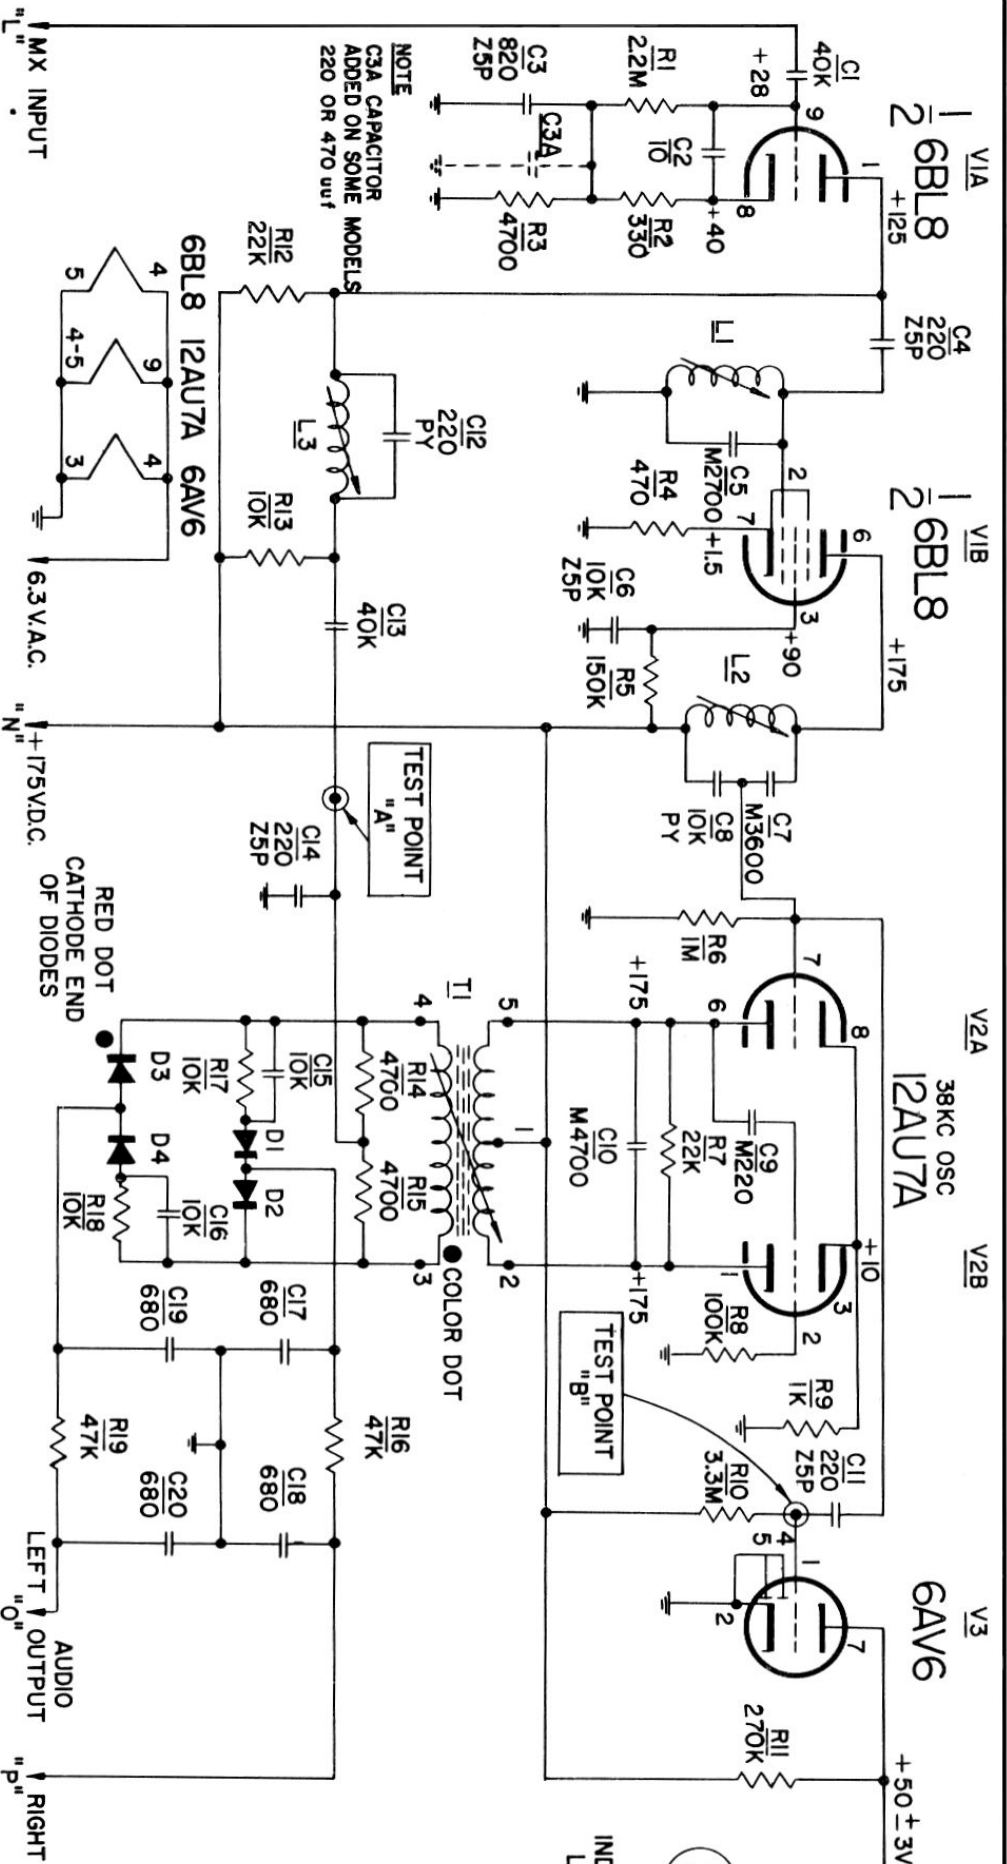 V1A
1/2 6BL8
C1
40K
+28
9
1
+125
R1
2.2M
C2
10
8
+40
C3
820
Z5P
C3A
R2
330
R3
4700
NOTE
C3A CAPACITOR
ADDED ON SOME MODELS
220 OR 470 uuf
"L" MX INPUT
C4
220
Z5P
L1
V1B
1/2 6BL8
6
2
7
3
C5
M2700
+1.5
R4
470
+90
+175
C6
10K
Z5P
R5
150K
L2
C7
M3600
C8
10K
PY
R12
22K
C12
220
PY
L3
R13
10K
C13
40K
6BL8 12AU7A 6AV6
4
5
9
4-5
4
3
6.3 V.A.C.
"N" +175V.D.C.
TEST POINT
"A"
C14
220
Z5P
R6
1M
V2A
38KC OSC
12AU7A
V2B
7
8
6
+175
C9
M220
R7
22K
C10
M4700
+10
3
1
2
+175
R8
100K
R9
1K
C11
220
Z5P
R10
3.3M
TEST POINT
"B"
V3
6AV6
4
5
1
2
7
R11
270K
+50±3V
IND
L
T1
5
4
1
2
3
COLOR DOT
R14
4700
R15
4700
C15
10K
R17
10K
D1
D2
D3
D4
C16
10K
R18
10K
RED DOT
CATHODE END
OF DIODES
C17
680
C19
680
R16
47K
R19
47K
C18
680
C20
680
LEFT "O"
AUDIO
OUTPUT
"P" RIGHT